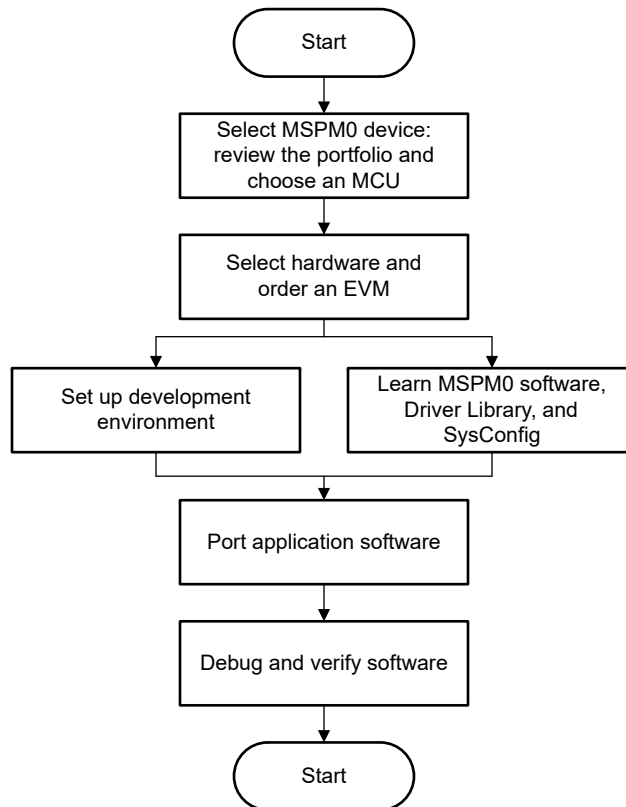 Start
Select MSPM0 device:
review the portfolio and
choose an MCU
Select hardware and
order an EVM
Set up development
environment
Learn MSPM0 software,
Driver Library, and
SysConfig
Port application software
Debug and verify software
Start